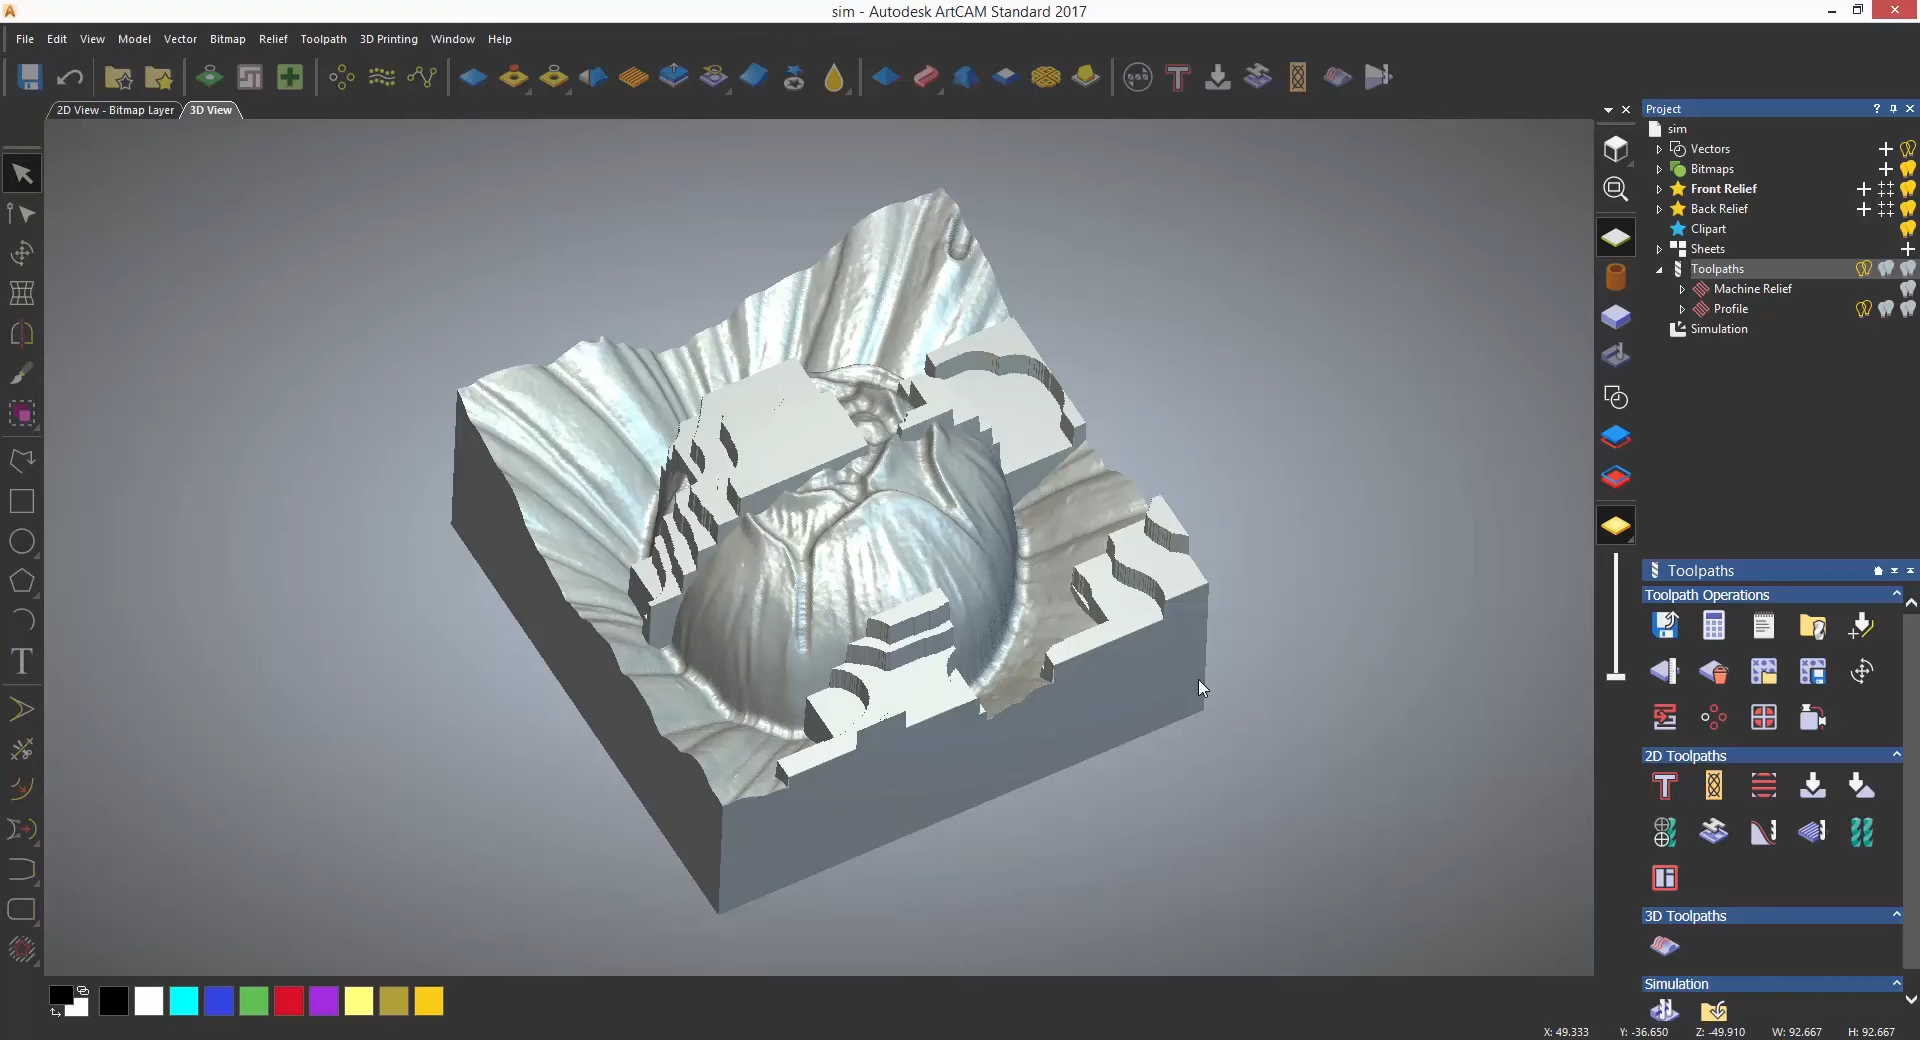 sim - Autodesk ArtCAM Standard 2017
File Edit View Model Vector Bitmap Relief Toolpath 3D Printing Window Help
2D View - Bitmap Layer 3D View
Project
sim
Vectors
Bitmaps
Front Relief
Back Relief
Clipart
Sheets
Toolpaths
Machine Relief
Profile
Simulation
Toolpaths
Toolpath Operations
2D Toolpaths
3D Toolpaths
Simulation
X: 49.333 Y: -36.650 Z: -49.910 W: 92.667 H: 92.667